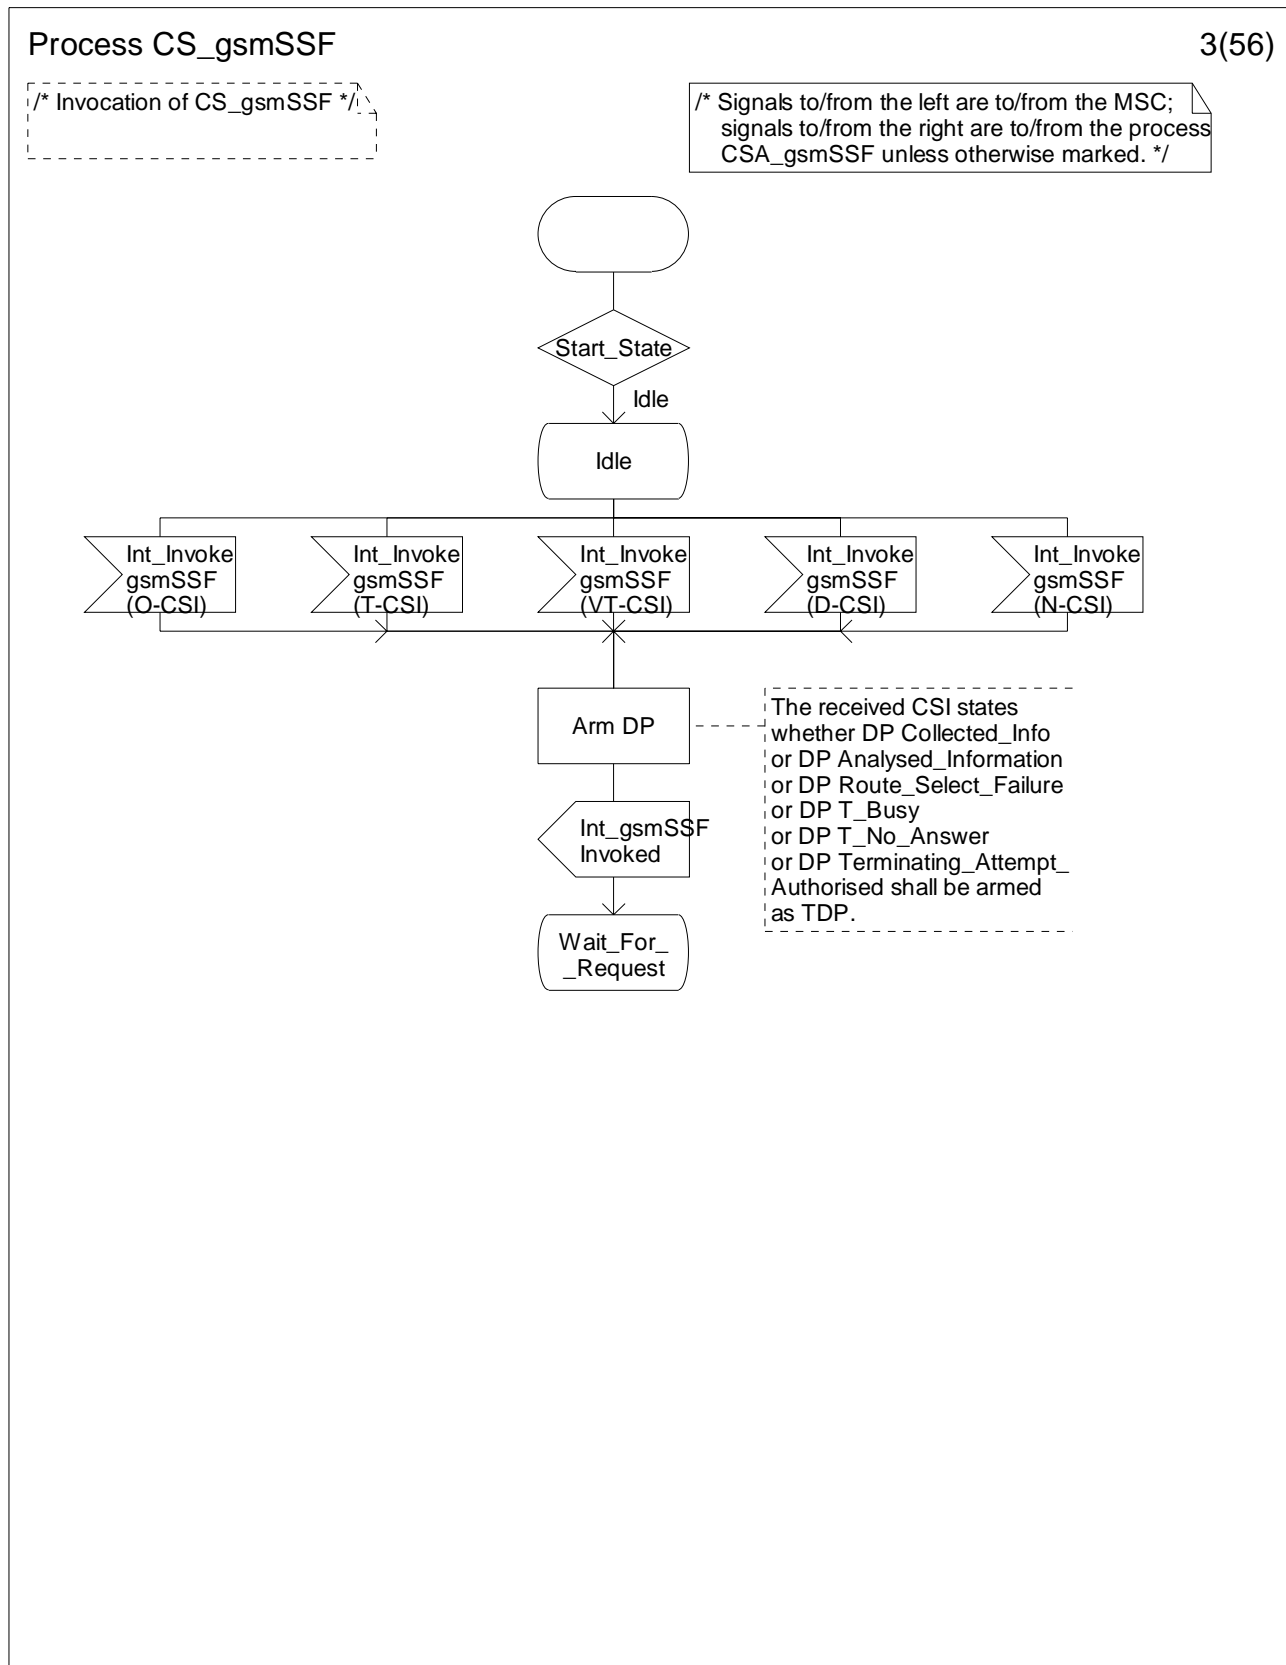 Process CS_gsmSSF
3(56)
/* Invocation of CS_gsmSSF */
/* Signals to/from the left are to/from the MSC;
signals to/from the right are to/from the process
CSA_gsmSSF unless otherwise marked. */
Start_State
Idle
Idle
Int_Invoke
gsmSSF
(O-CSI)
Int_Invoke
gsmSSF
(T-CSI)
Int_Invoke
gsmSSF
(VT-CSI)
Int_Invoke
gsmSSF
(D-CSI)
Int_Invoke
gsmSSF
(N-CSI)
Arm DP
The received CSI states
whether DP Collected_Info
or DP Analysed_Information
or DP Route_Select_Failure
or DP T_Busy
or DP T_No_Answer
or DP Terminating_Attempt_
Authorised shall be armed
as TDP.
Int_gsmSSF
Invoked
Wait_For_
_Request